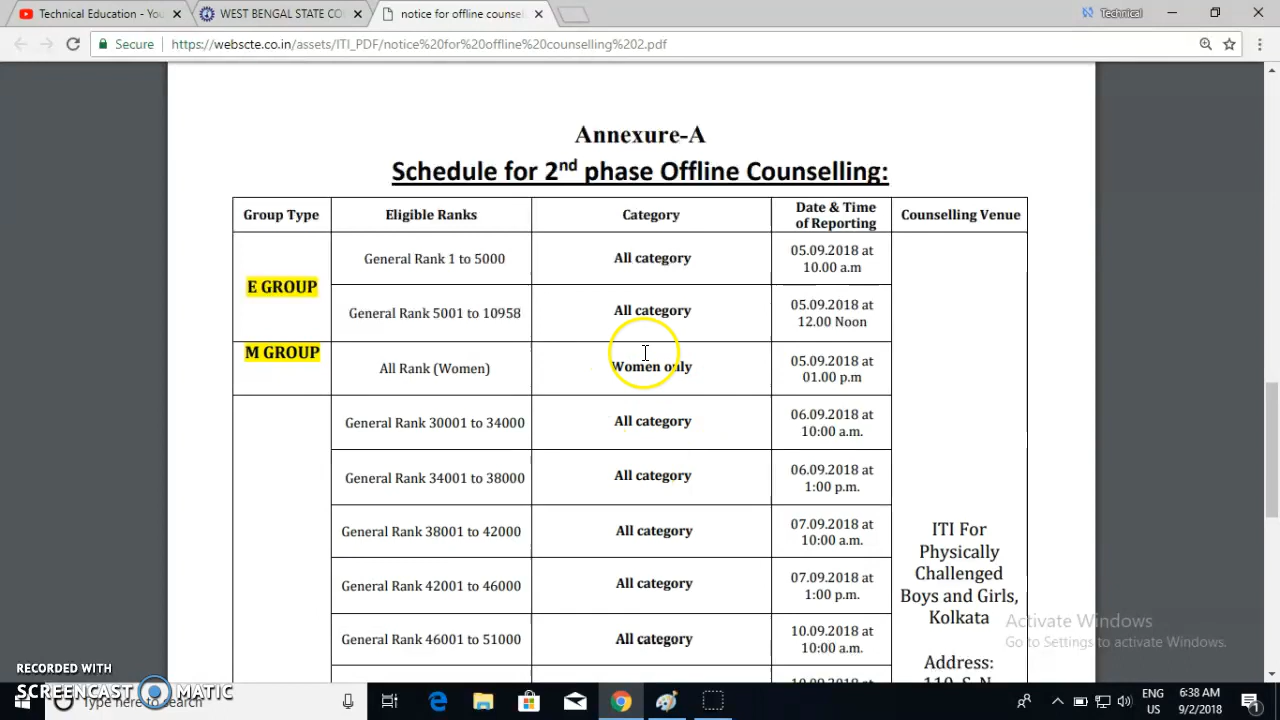 Technical Education - You
WEST BENGAL STATE CO
notice for offline counsel
Technical
Secure
https://webscte.co.in/assets/ITI_PDF/notice%20for%20offline%20counselling%202.pdf
Annexure-A
Schedule for 2nd phase Offline Counselling:
Group Type Eligible Ranks Category Date & Time of Reporting Counselling Venue
E GROUP
General Rank 1 to 5000 All category 05.09.2018 at 10.00 a.m
General Rank 5001 to 10958 All category 05.09.2018 at 12.00 Noon
M GROUP
All Rank (Women) Women only 05.09.2018 at 01.00 p.m
General Rank 30001 to 34000 All category 06.09.2018 at 10:00 a.m.
General Rank 34001 to 38000 All category 06.09.2018 at 1:00 p.m.
General Rank 38001 to 42000 All category 07.09.2018 at 10:00 a.m.
General Rank 42001 to 46000 All category 07.09.2018 at 1:00 p.m.
General Rank 46001 to 51000 All category 10.09.2018 at 10:00 a.m.
ITI For
Physically
Challenged
Boys and Girls,
Kolkata
Address:
Activate Windows
Go to Settings to activate Windows.
RECORDED WITH
SCREENCAST MATIC
here to search
ENG
US
6:38 AM
9/2/2018
1